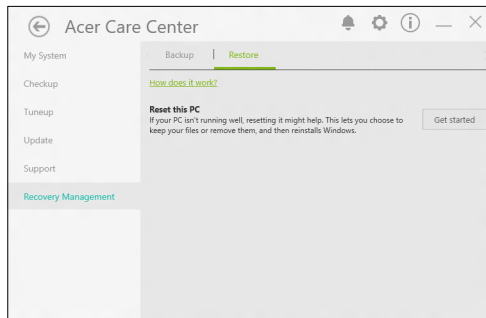 Acer Care Center
My System
Checkup
Tuneup
Update
Support
Recovery Management
Backup
Restore
How does it work?
Reset this PC
If your PC isn't running well, resetting it might help. This lets you choose to
keep your files or remove them, and then reinstalls Windows.
Get started